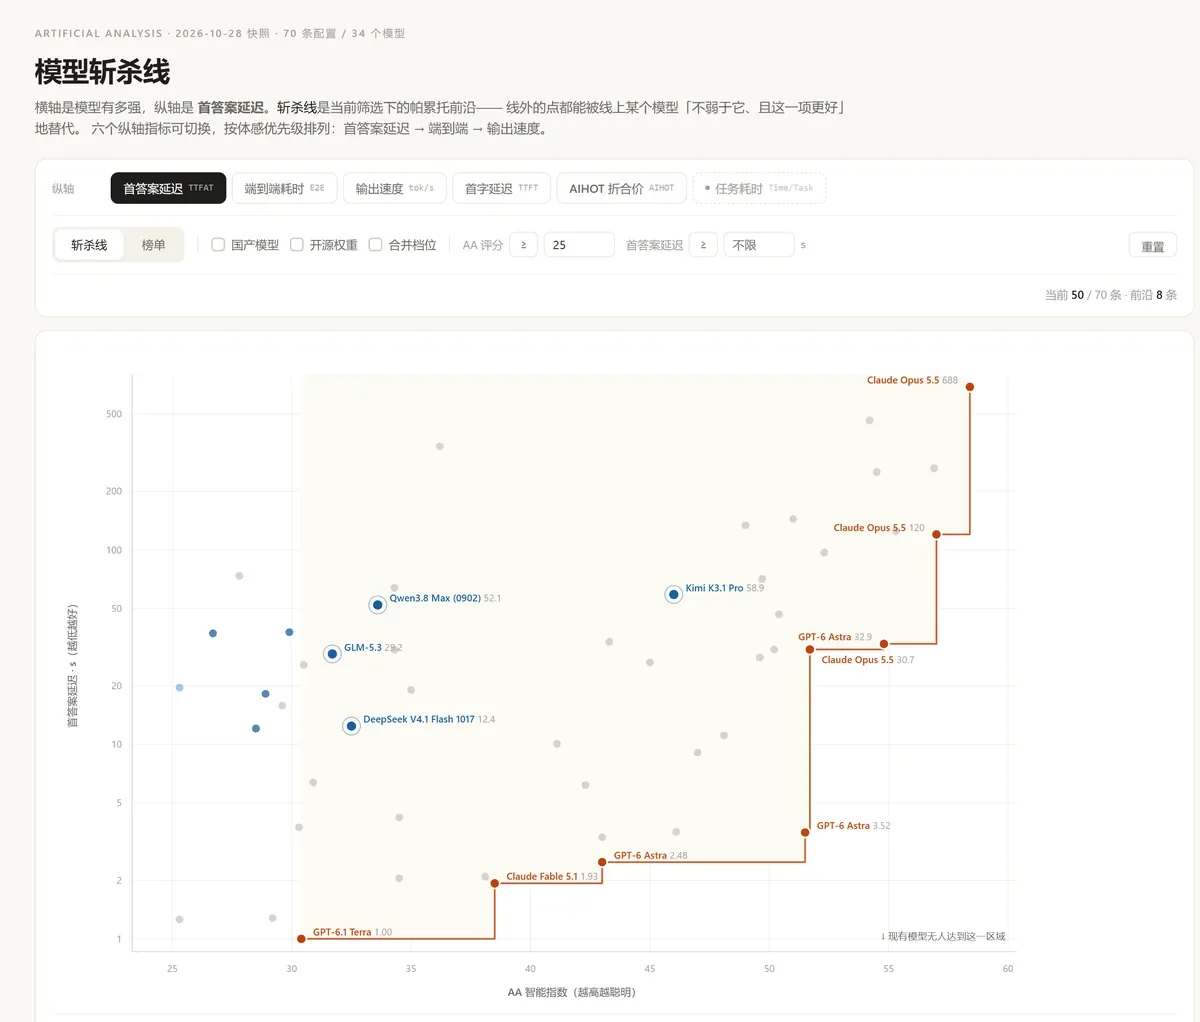 ARTIFICIAL ANALYSIS · 2026-10-28 快照 · 70 条配置 / 34 个模型
模型斩杀线
横轴是模型有多强，纵轴是 首答案延迟。斩杀线是当前筛选下的帕累托前沿—— 线外的点都能被线上某个模型「不弱于它、且这一项更好」
地替代。 六个纵轴指标可切换，按体感优先级排列：首答案延迟 → 端到端 → 输出速度。
纵轴 首答案延迟 TTFAT 端到端耗时 E2E 输出速度 tok/s 首字延迟 TTFT AIHOT 折合价 AIHOT • 任务耗时 Time/Task
斩杀线 榜单 国产模型 开源权重 合并档位 AA 评分 ≥ 25 首答案延迟 ≥ 不限 s 重置
当前 50 / 70 条 · 前沿 8 条
Claude Opus 5.5 688
500
200
Claude Opus 5.5 120
100
Kimi K3.1 Pro 58.9
Qwen3.8 Max (0902) 52.1
50
GPT-6 Astra 32.9
GLM-5.3 29.2
Claude Opus 5.5 30.7
20
DeepSeek V4.1 Flash 1017 12.4
10
5
GPT-6 Astra 3.52
GPT-6 Astra 2.48
Claude Fable 5.1 1.93
2
GPT-6.1 Terra 1.00
1
↓ 现有模型无人达到这一区域
首答案延迟 · s（越低越好）
25 30 35 40 45 50 55 60
AA 智能指数（越高越聪明）